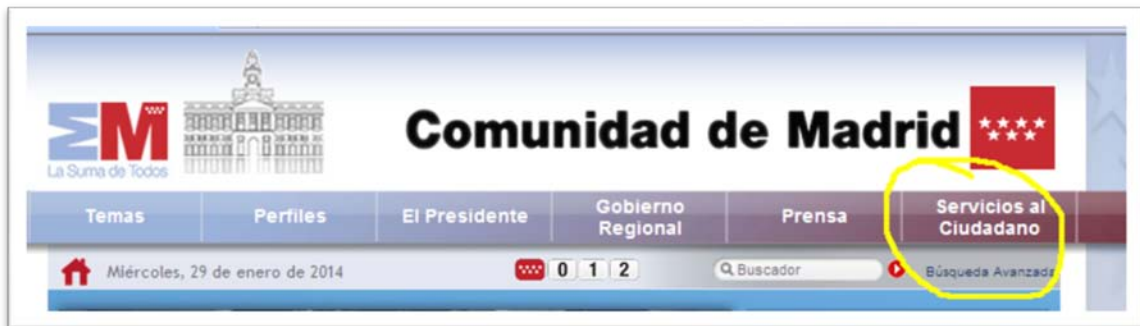 Comunidad de Madrid
La Suma de Todos
Temas
Perfiles
El Presidente
Gobierno
Regional
Prensa
Servicios al
Ciudadano
Miércoles, 29 de enero de 2014
0 1 2
Buscador
Búsqueda Avanzada